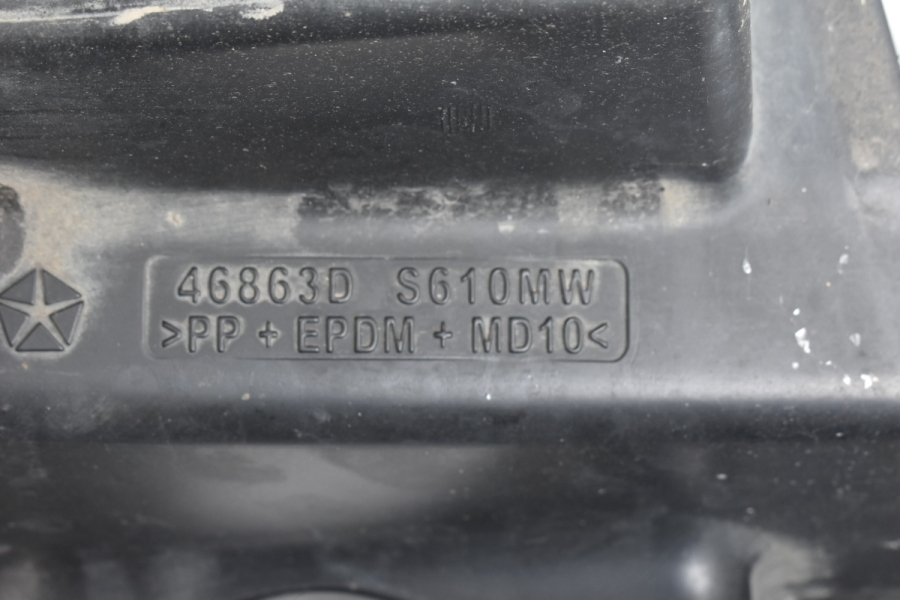 46863D S610MW
>PP + EPDM + MD10<